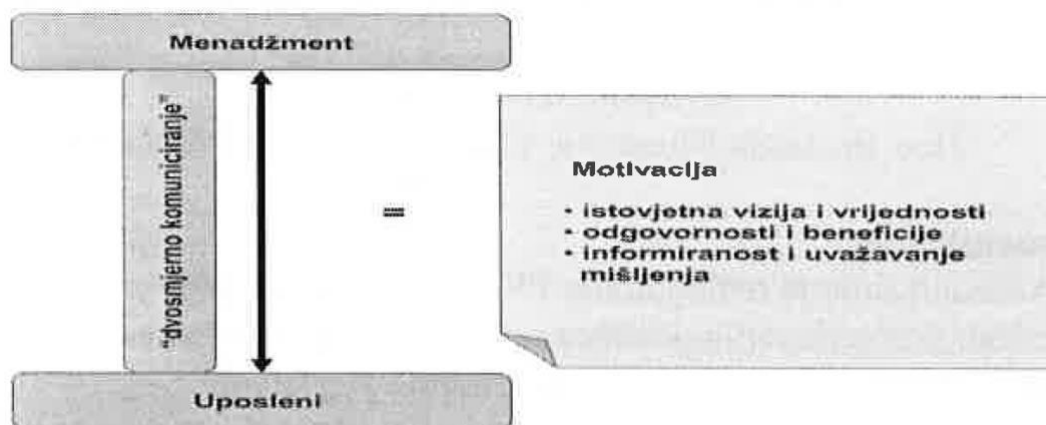 Menadžment
"dvosmjerno komuniciranje"
=
Motivacija
• istovjetna vizija i vrijednosti
• odgovornosti i beneficije
• informiranost i uvažavanje
mišljenja
Uposleni